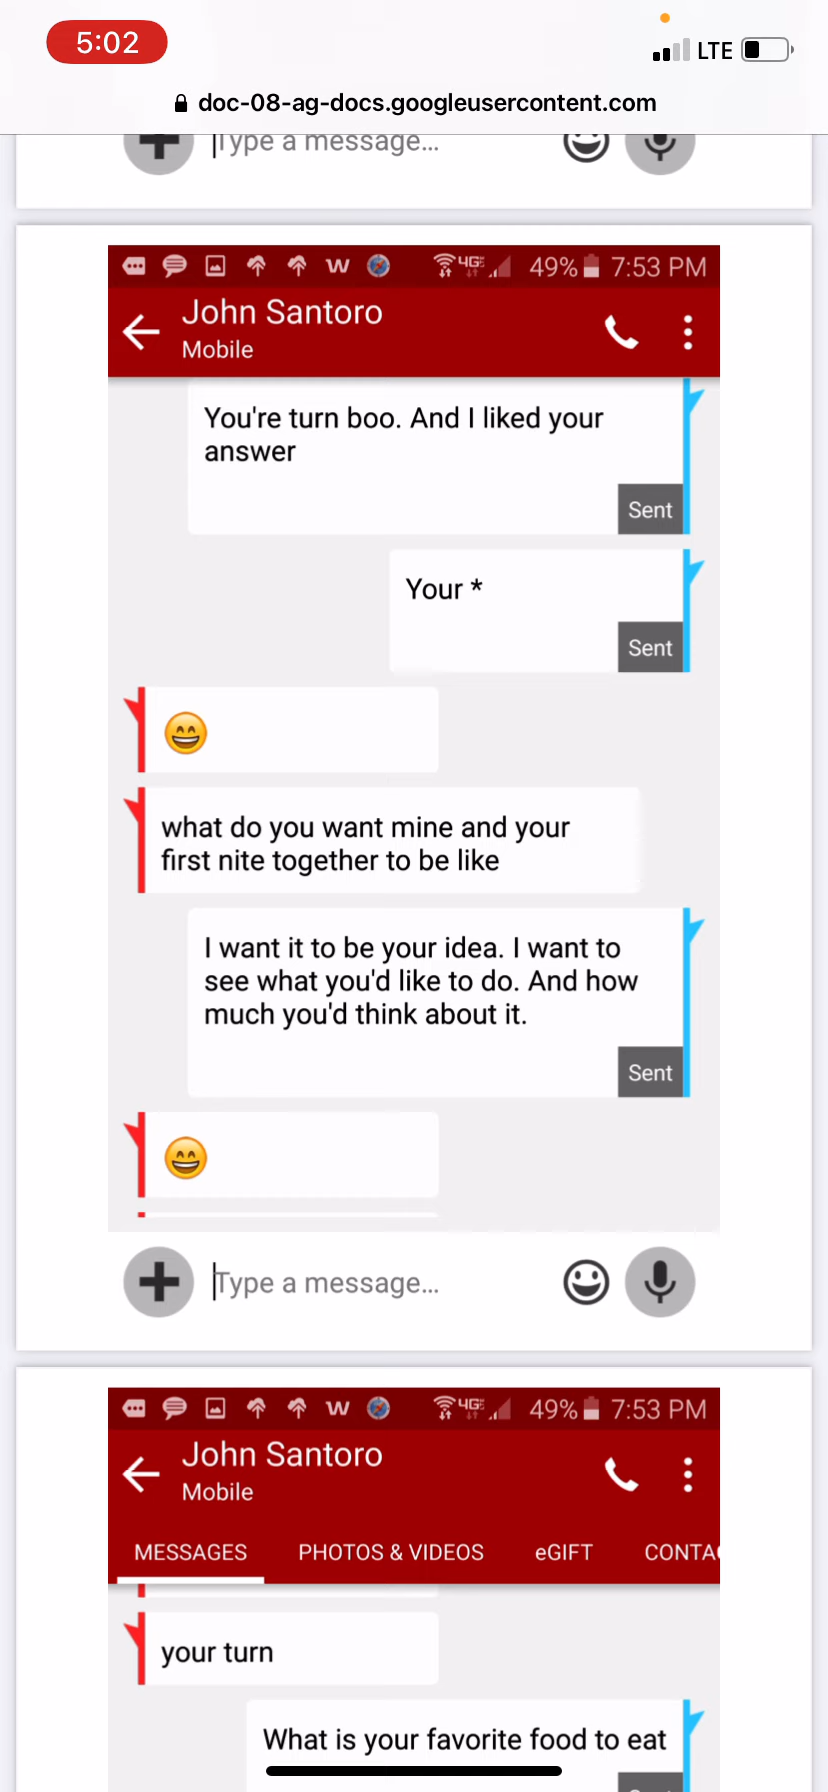 5:02
LTE
doc-08-ag-docs.googleusercontent.com
Type a message...
4G 49% 7:53 PM
John Santoro
Mobile
You're turn boo. And I liked your
answer
Sent
Your *
Sent
what do you want mine and your
first nite together to be like
I want it to be your idea. I want to
see what you'd like to do. And how
much you'd think about it.
Sent
Type a message...
4G 49% 7:53 PM
John Santoro
Mobile
MESSAGES PHOTOS & VIDEOS eGIFT CONTA
your turn
What is your favorite food to eat